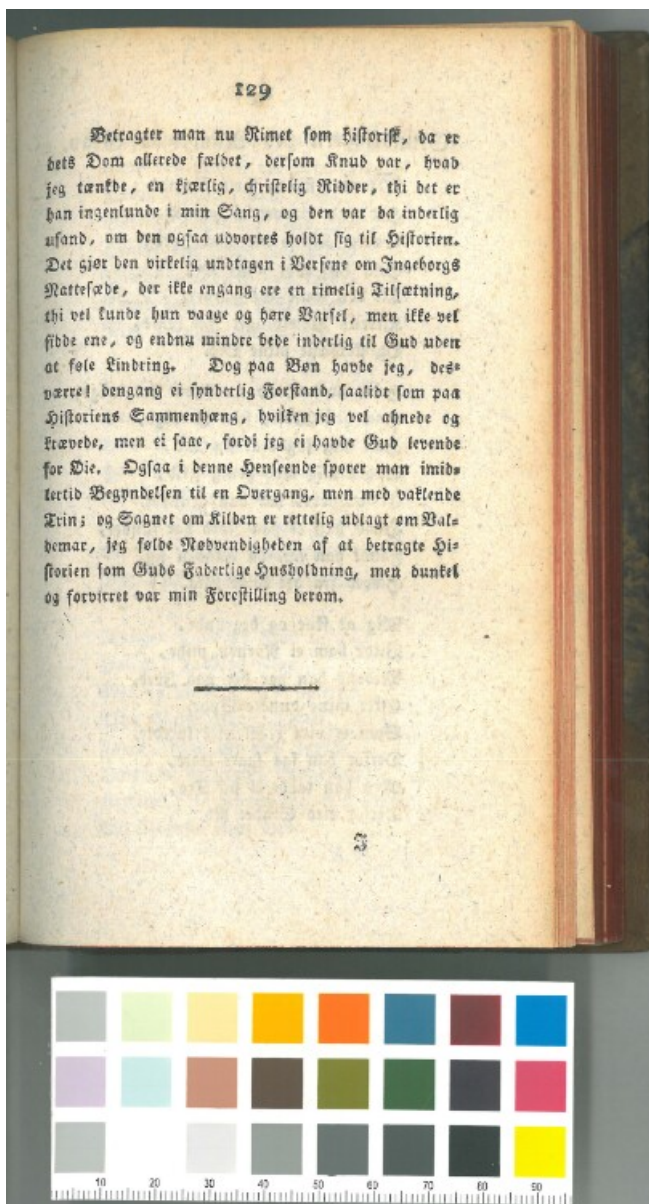 129
Betragter man nu Rimet som historisk, da er
dets Dom allerede fældet, dersom Knud var, hvad
jeg tænkde, en kjærlig, christelig Ridder, thi det er
han ingenlunde i min Sang, og den var da inderlig
usand, om den ogsaa udvortes holdt sig til Historien.
Det gjør den virkelig undtagen i Versene om Ingeborgs
Nattesæde, der ikke engang ere en rimelig Tilsætning,
thi vel kunde hun vaage og høre Varsel, men ikke vel
sidde ene, og endnu mindre bede inderlig til Gud uden
at føle Lindring. Dog paa Bøn havde jeg, des=
værre! dengang ei synderlig Forstand, saalidt som paa
Historiens Sammenhæng, hvilken jeg vel ahnede og
krævede, men ei saae, fordi jeg ei havde Gud levende
for Øie. Ogsaa i denne Henseende sporer man imid=
lertid Begyndelsen til en Overgang, men med vaklende
Trin; og Sagnet om Kilden er rettelig udlagt om Val=
demar, jeg følde Nødvendigheden af at betragte Hi=
storien som Guds Faderlige Husholdning, men dunkel
og forvirret var min Forestilling derom.
I
10 20 30 40 50 60 70 80 90